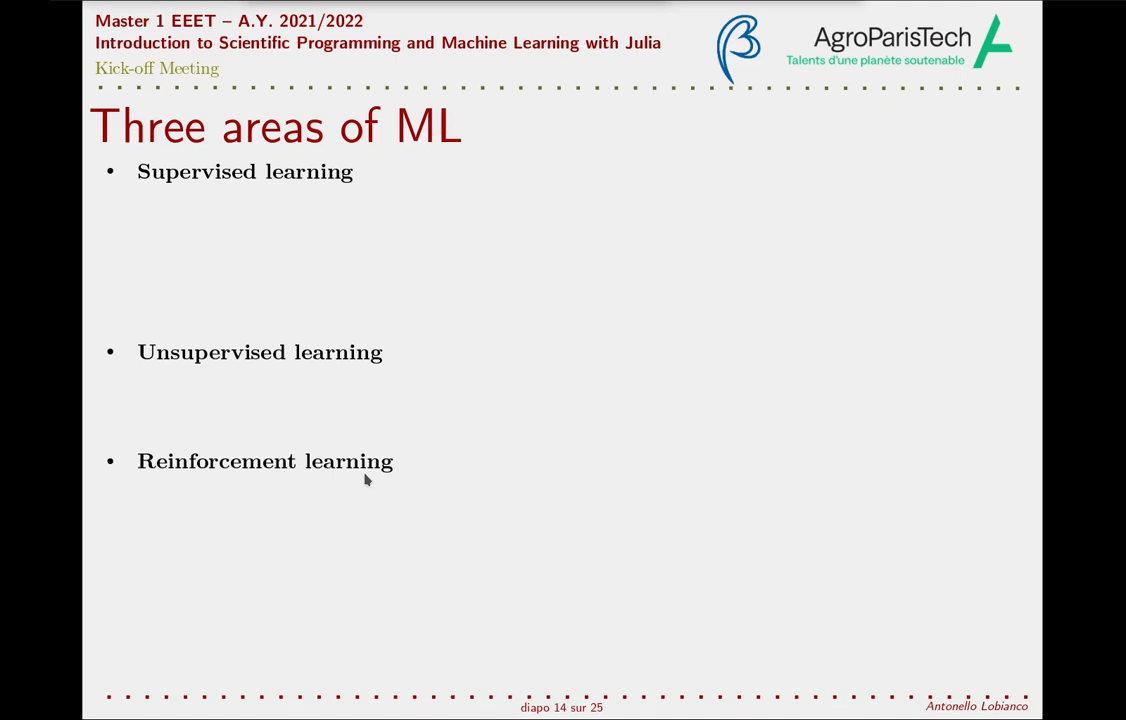 Master 1 EEET – A.Y. 2021/2022
Introduction to Scientific Programming and Machine Learning with Julia
Kick-off Meeting
β
AgroParisTech
Talents d'une planète soutenable
Three areas of ML
• Supervised learning
• Unsupervised learning
• Reinforcement learning
diapo 14 sur 25
Antonello Lobianco